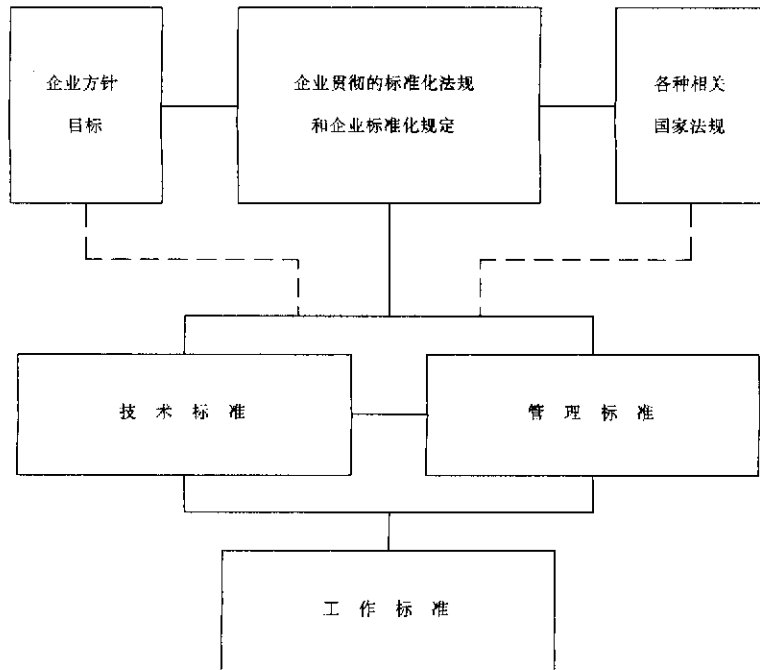 企业方针
目标
企业贯彻的标准化法规
和企业标准化规定
各种相关
国家法规
技术标准
管理标准
工作标准